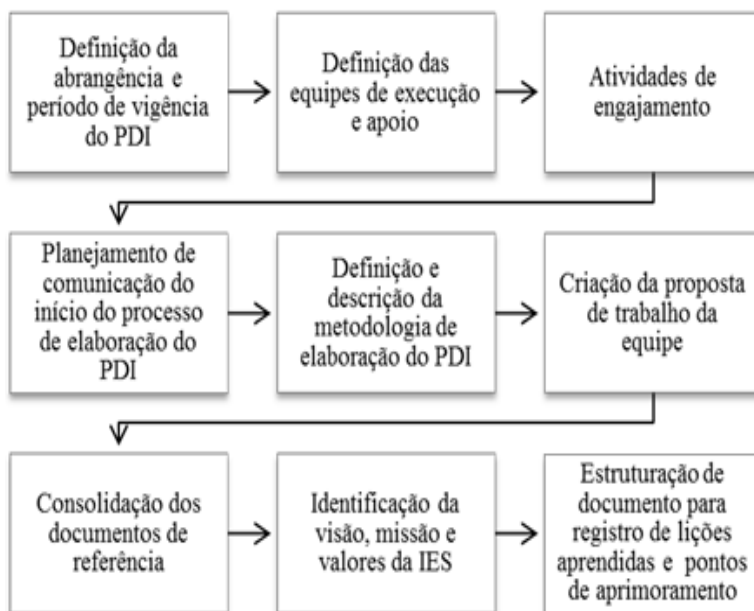 Definição da
abrangência e
período de vigência
do PDI
Definição das
equipes de execução
e apoio
Atividades de
engajamento
Planejamento de
comunicação do
início do processo
de elaboração do
PDI
Definição e
descrição da
metodologia de
elaboração do PDI
Criação da proposta
de trabalho da
equipe
Consolidação dos
documentos de
referência
Identificação da
visão, missão e
valores da IES
Estruturação de
documento para
registro de lições
aprendidas e pontos
de aprimoramento